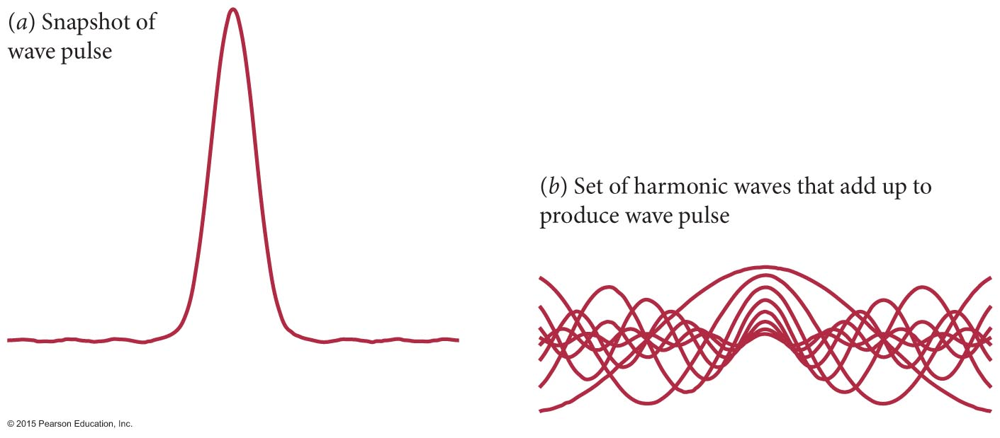 (a) Snapshot of
wave pulse
(b) Set of harmonic waves that add up to
produce wave pulse
© 2015 Pearson Education, Inc.